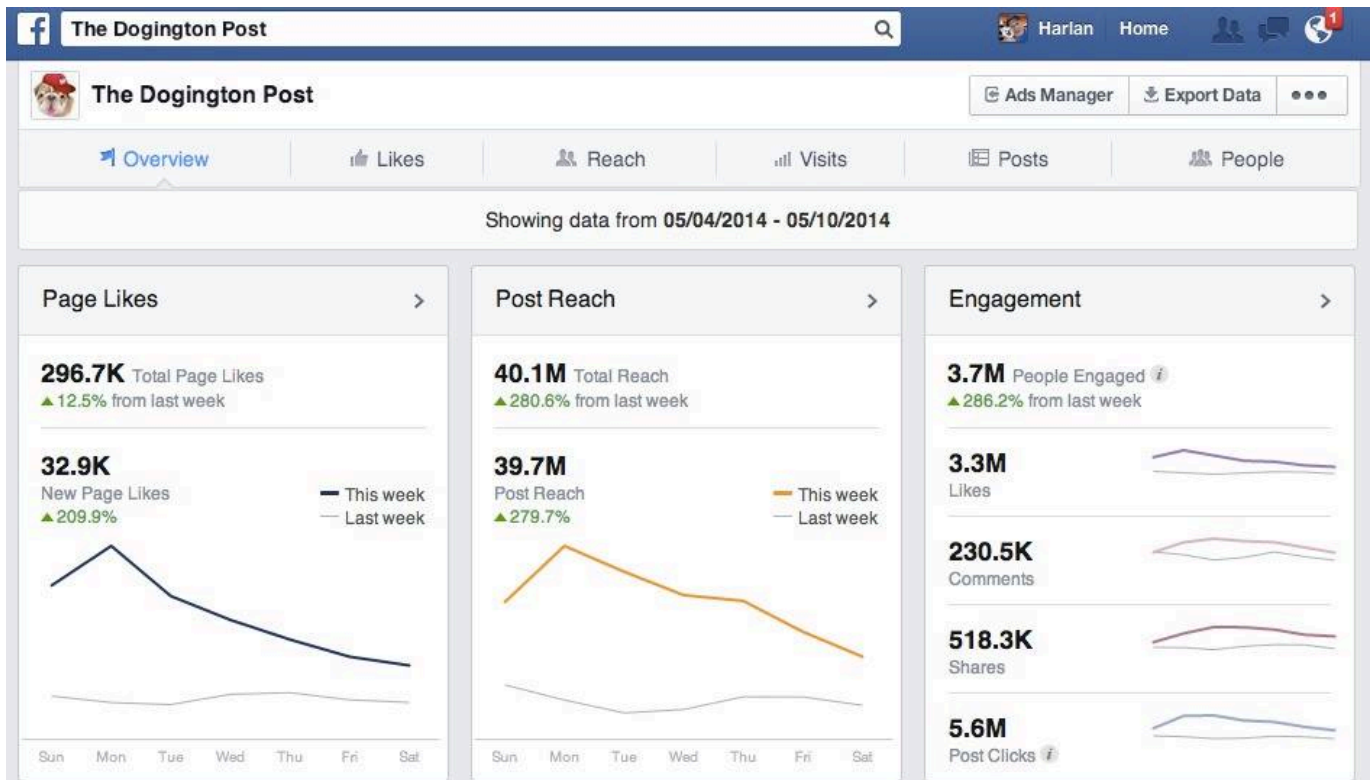 f The Dogington Post Harlan Home 1
The Dogington Post Ads Manager Export Data
Overview Likes Reach Visits Posts People
Showing data from 05/04/2014 - 05/10/2014
Page Likes
296.7K Total Page Likes
12.5% from last week
32.9K
New Page Likes
209.9%
This week
Last week
Sun Mon Tue Wed Thu Fri Sat
Post Reach
40.1M Total Reach
280.6% from last week
39.7M
Post Reach
279.7%
This week
Last week
Sun Mon Tue Wed Thu Fri Sat
Engagement
3.7M People Engaged i
286.2% from last week
3.3M
Likes
230.5K
Comments
518.3K
Shares
5.6M
Post Clicks i